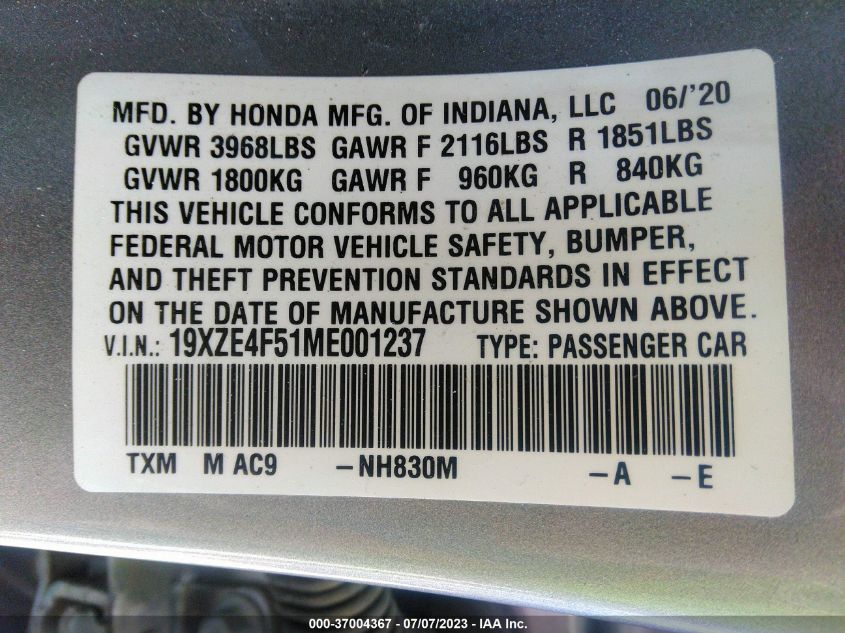 MFD. BY HONDA MFG. OF INDIANA, LLC 06/'20
GVWR 3968LBS GAWR F 2116LBS R 1851LBS
GVWR 1800KG GAWR F 960KG R 840KG
THIS VEHICLE CONFORMS TO ALL APPLICABLE
FEDERAL MOTOR VEHICLE SAFETY, BUMPER,
AND THEFT PREVENTION STANDARDS IN EFFECT
ON THE DATE OF MANUFACTURE SHOWN ABOVE.
V.I.N.: 19XZE4F51ME001237 TYPE: PASSENGER CAR
TXM M AC9 -NH830M -A -E
000-37004367 - 07/07/2023 - IAA Inc.